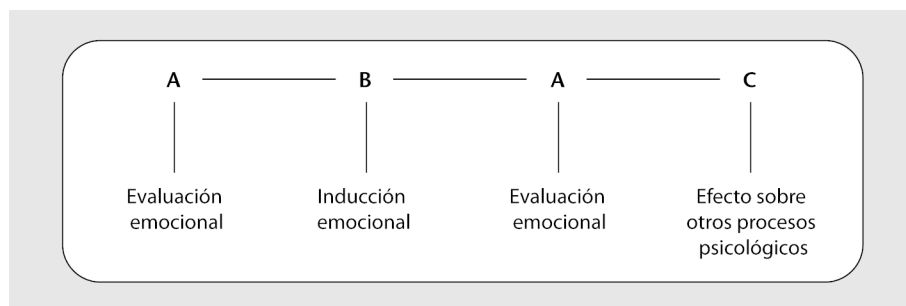 A B A C
Evaluación Inducción Evaluación Efecto sobre
emocional emocional emocional otros procesos
psicológicos